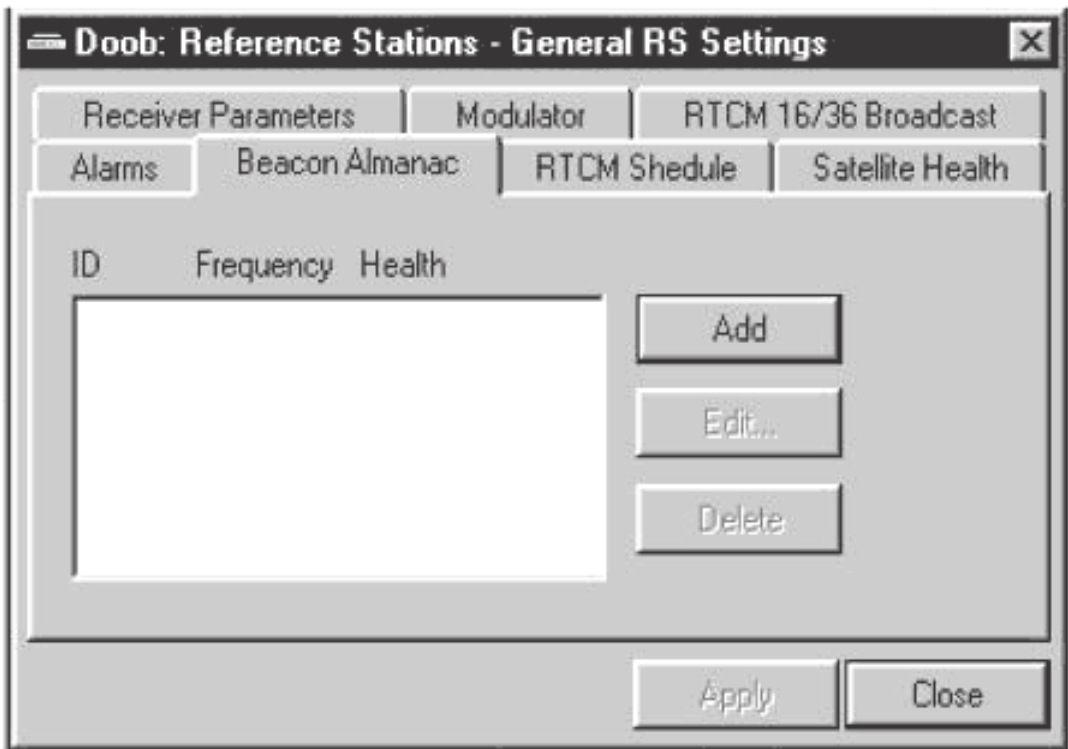 Doob: Reference Stations - General RS Settings
Receiver Parameters Modulator RTCM 16/36 Broadcast
Alarms Beacon Almanac RTCM Shedule Satellite Health
ID Frequency Health
Add
Edit...
Delete
Apply Close